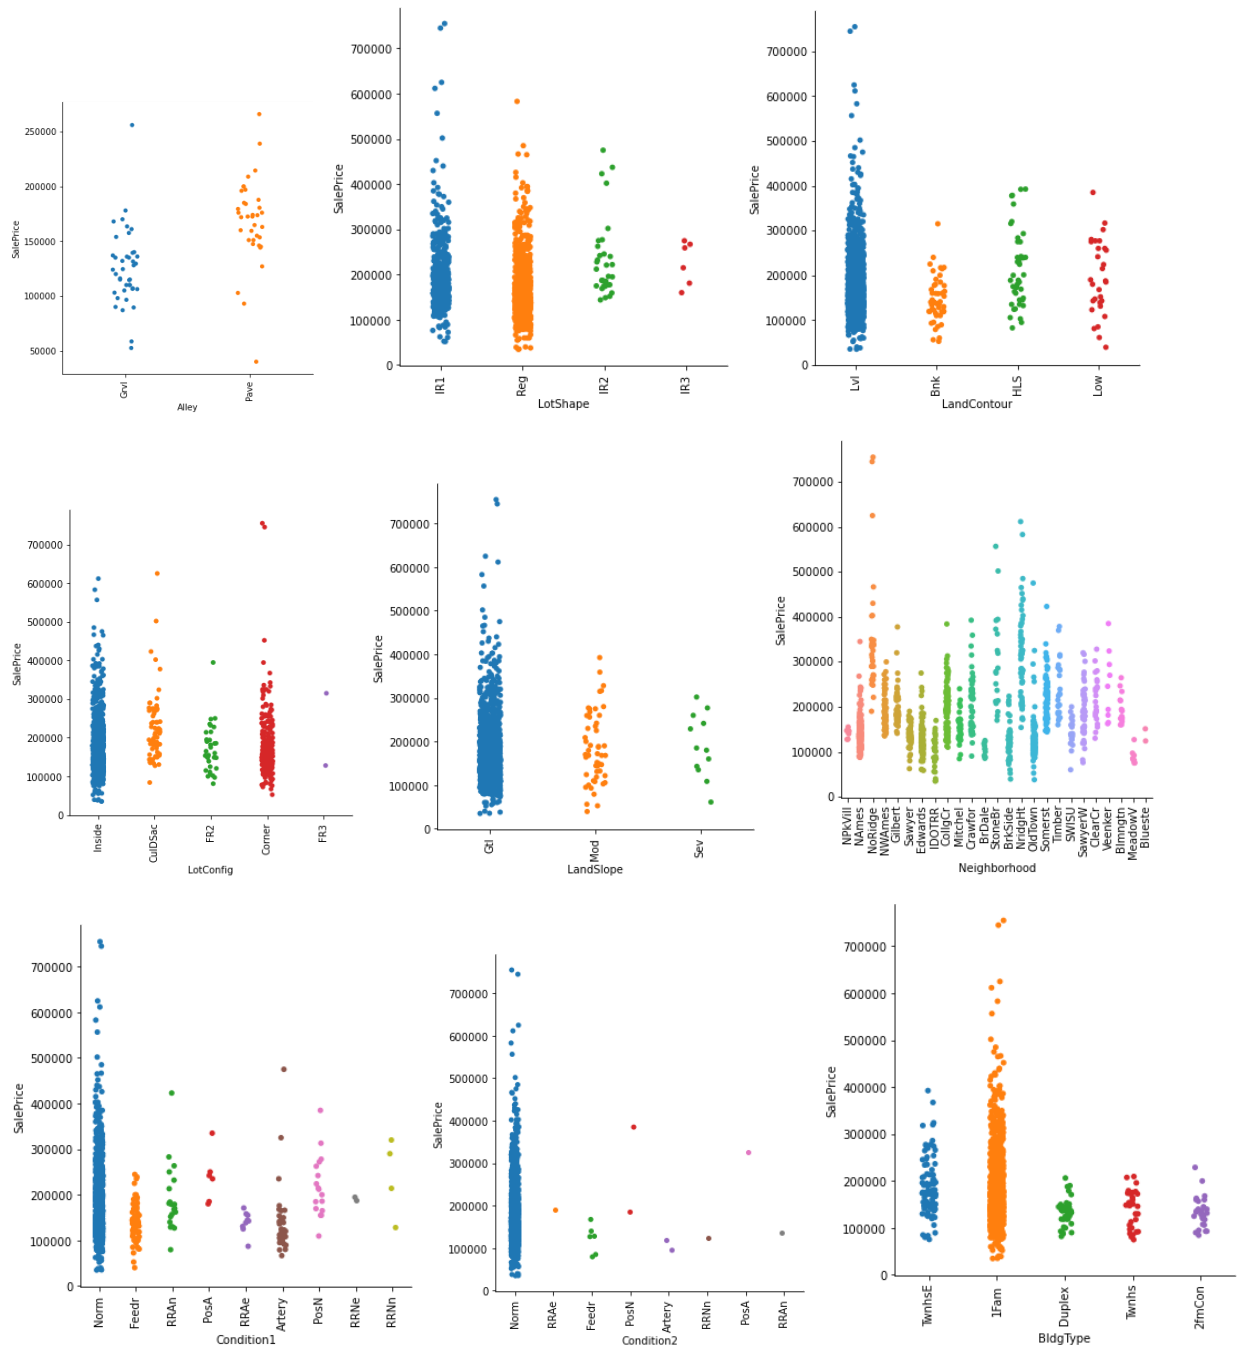 250000
200000
150000
100000
50000
SalePrice
Grvl
Pave
Alley
700000
600000
500000
400000
300000
200000
100000
0
SalePrice
IR1
Reg
IR2
IR3
LotShape
700000
600000
500000
400000
300000
200000
100000
0
SalePrice
Lvl
Bnk
HLS
Low
LandContour
700000
600000
500000
400000
300000
200000
100000
0
SalePrice
Inside
CulDSac
FR2
Corner
FR3
LotConfig
700000
600000
500000
400000
300000
200000
100000
0
SalePrice
Gtl
Mod
Sev
LandSlope
700000
600000
500000
400000
300000
200000
100000
0
SalePrice
NPkVill
NAmes
NoRidge
NWAmes
Gilbert
Sawyer
Edwards
IDOTRR
CollgCr
Mitchel
Crawfor
BrDale
StoneBr
BrkSide
NridgHt
OldTown
Somerst
Timber
SWISU
SawyerW
ClearCr
Veenker
Blmngtn
MeadowV
Blueste
Neighborhood
700000
600000
500000
400000
300000
200000
100000
0
SalePrice
Norm
Feedr
RRAn
PosA
RRAe
Artery
PosN
RRNe
RRNn
Condition1
700000
600000
500000
400000
300000
200000
100000
0
SalePrice
Norm
RRAe
Feedr
PosN
Artery
RRNn
PosA
RRAn
Condition2
700000
600000
500000
400000
300000
200000
100000
0
SalePrice
TwnhsE
1Fam
Duplex
Twnhs
2fmCon
BldgType